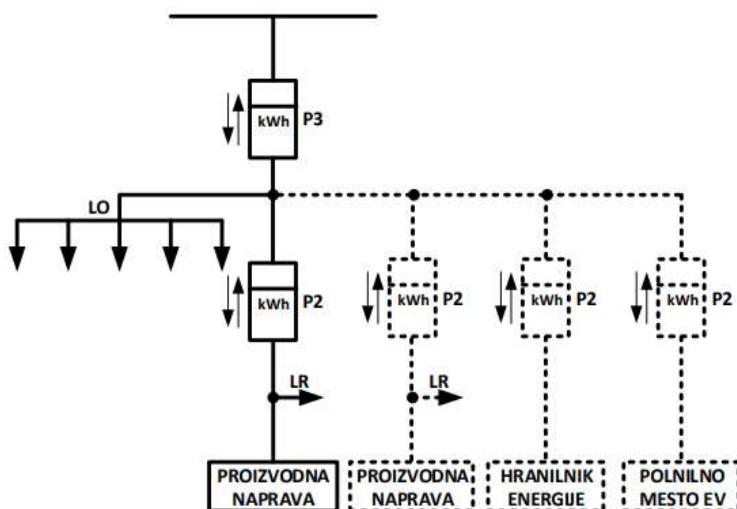 kWh P3
LO
kWh P2
kWh P2
kWh P2
kWh P2
LR
LR
PROIZVODNA
NAPRAVA
PROIZVODNA
NAPRAVA
HRANILNIK
ENERGIJE
POLNILNO
MESTO EV